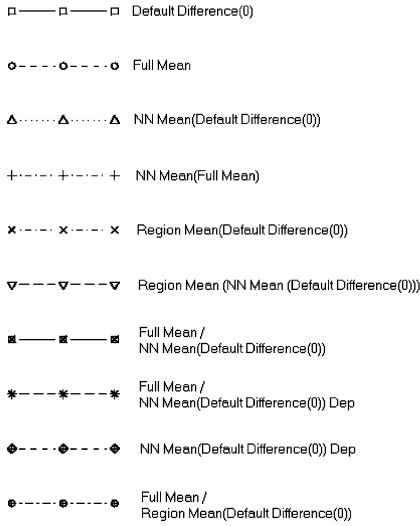 Default Difference(0)
Full Mean
NN Mean(Default Difference(0))
NN Mean(Full Mean)
Region Mean(Default Difference(0))
Region Mean (NN Mean (Default Difference(0)))
Full Mean /
NN Mean(Default Difference(0))
Full Mean /
NN Mean(Default Difference(0)) Dep
NN Mean(Default Difference(0)) Dep
Full Mean /
Region Mean(Default Difference(0))